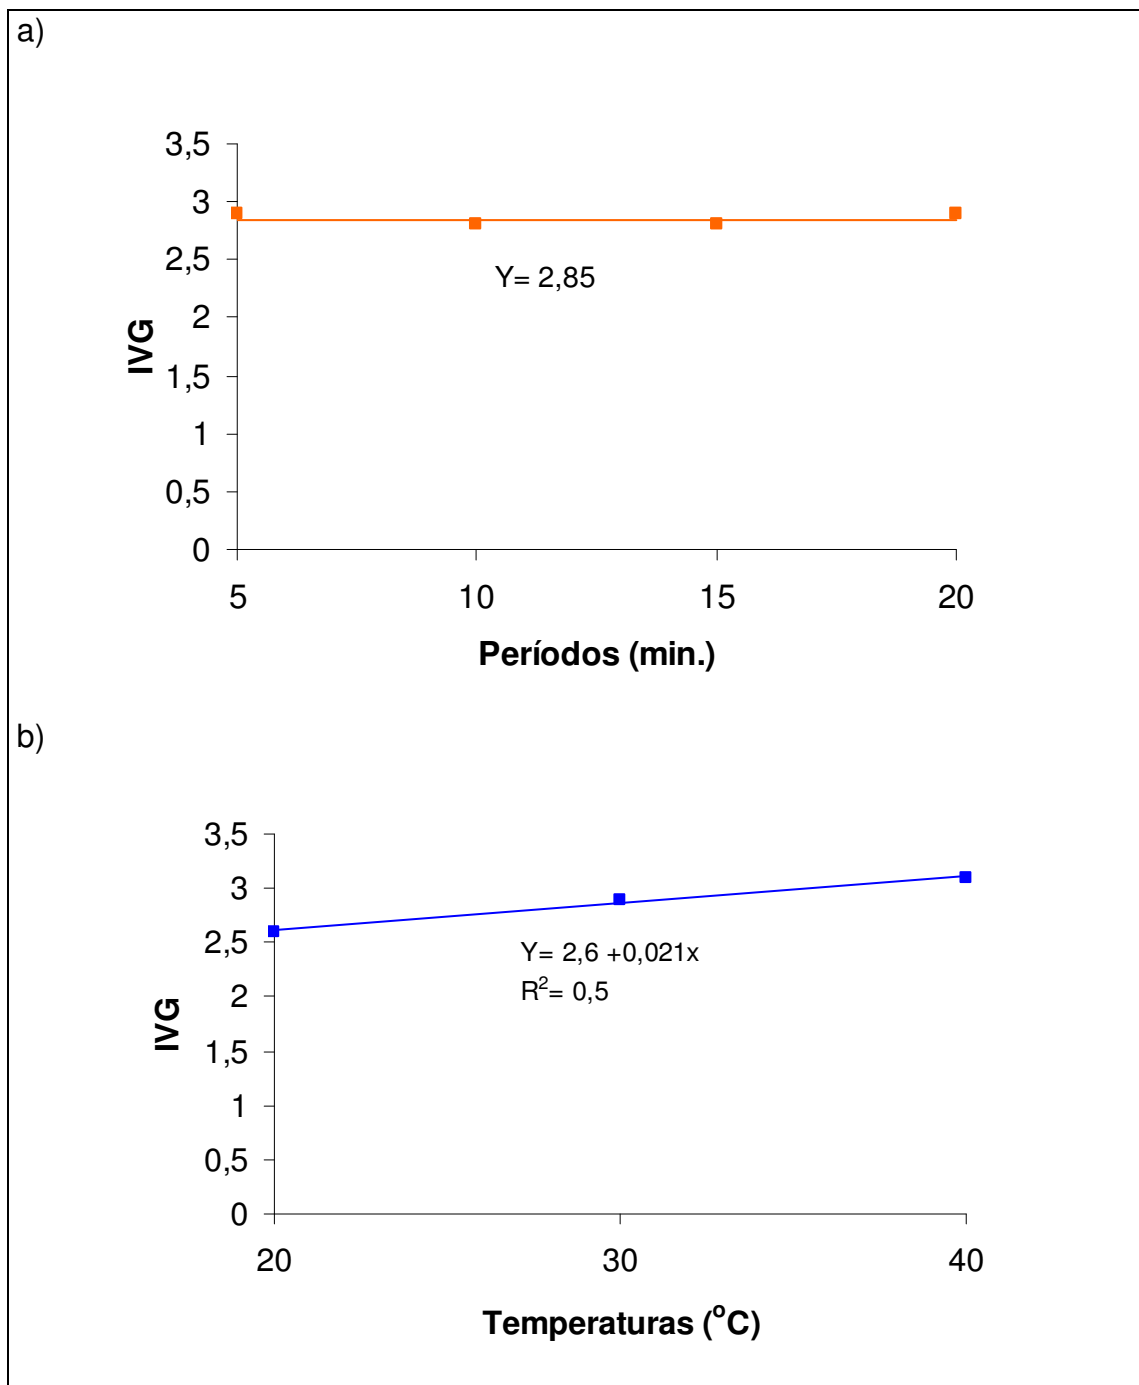 a)
3,5
3
2,5
2
1,5
1
0,5
0
IVG
Y= 2,85
5 10 15 20
Períodos (min.)
b)
3,5
3
2,5
2
1,5
1
0,5
0
IVG
Y= 2,6 +0,021x
R²= 0,5
20 30 40
Temperaturas (ºC)